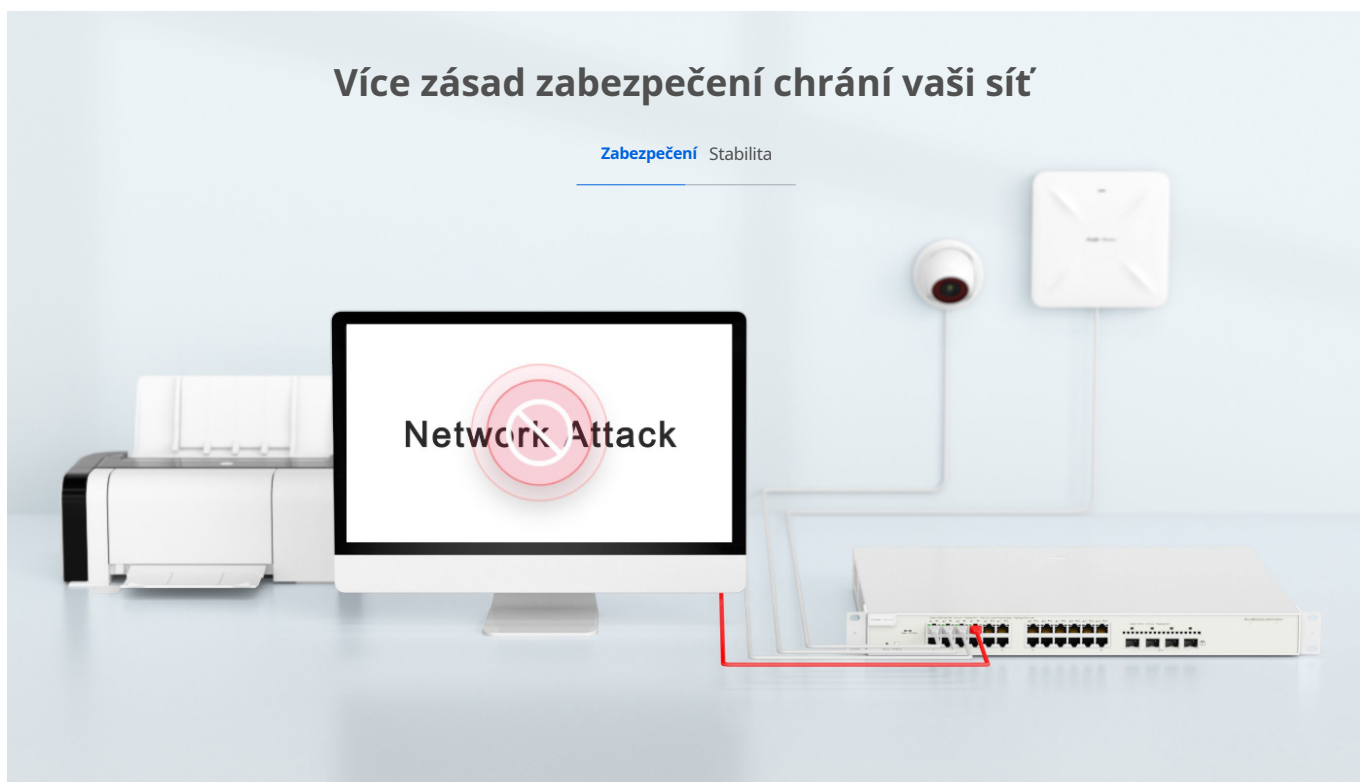 Více zásad zabezpečení chrání vaši síť
Zabezpečení Stabilita
Network Attack